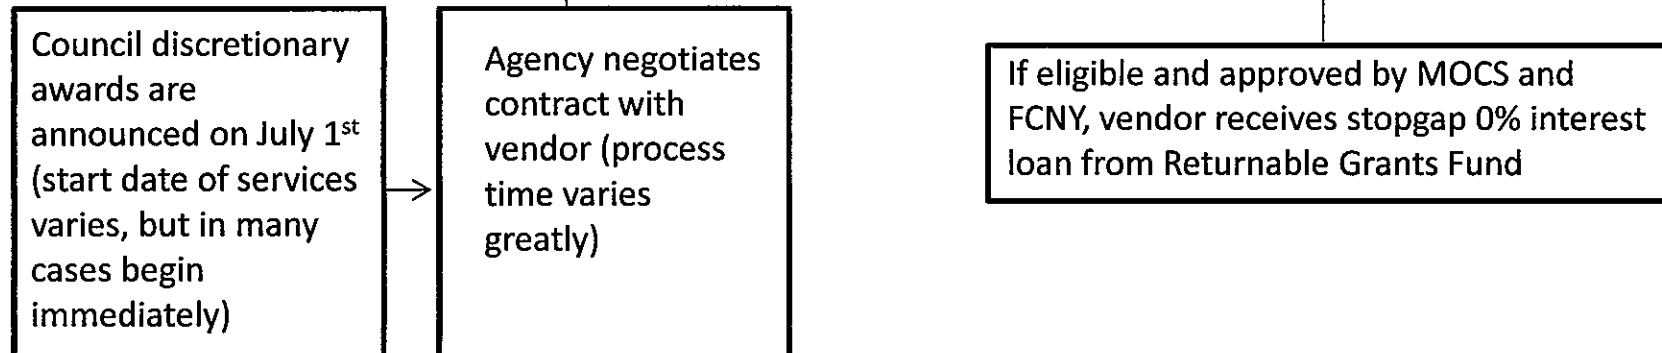 Council discretionary
awards are
announced on July 1st
(start date of services
varies, but in many
cases begin
immediately)
Agency negotiates
contract with
vendor (process
time varies
greatly)
If eligible and approved by MOCS and
FCNY, vendor receives stopgap 0% interest
loan from Returnable Grants Fund